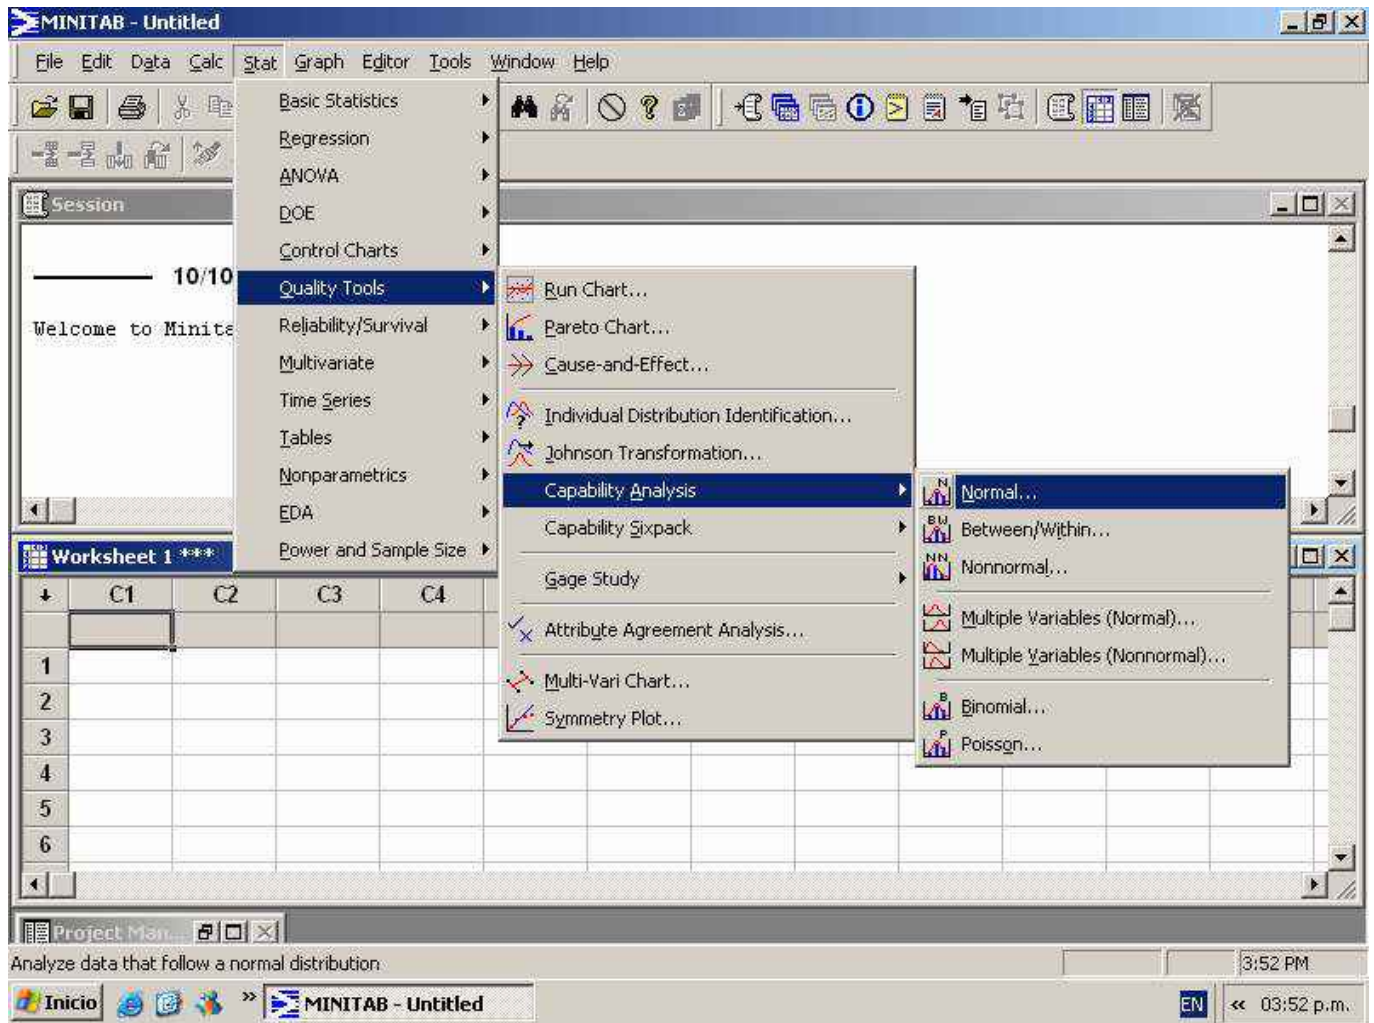 MINITAB - Untitled
File Edit Data Calc Stat Graph Editor Tools Window Help
Session
10/10
Welcome to Minita
Basic Statistics
Regression
ANOVA
DOE
Control Charts
Quality Tools
Reliability/Survival
Multivariate
Time Series
Tables
Nonparametrics
EDA
Power and Sample Size
Run Chart...
Pareto Chart...
Cause-and-Effect...
Individual Distribution Identification...
Johnson Transformation...
Capability Analysis
Capability Sixpack
Gage Study
Attribute Agreement Analysis...
Multi-Vari Chart...
Symmetry Plot...
N Normal...
BW Between/Within...
NN Nonnormal...
Multiple Variables (Normal)...
Multiple Variables (Nonnormal)...
B Binomial...
P Poisson...
Worksheet 1 ***
C1 C2 C3 C4
1
2
3
4
5
6
Project Man...
Analyze data that follow a normal distribution
3:52 PM
Inicio » MINITAB - Untitled EN « 03:52 p.m.